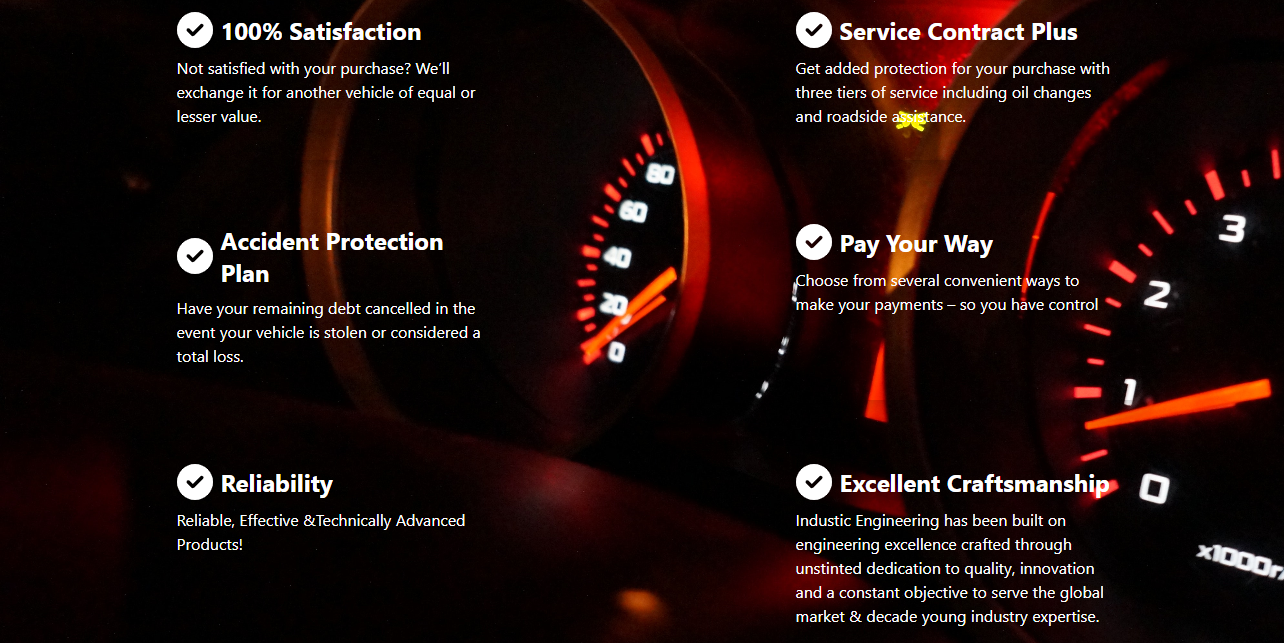 100% Satisfaction
Not satisfied with your purchase? We'll
exchange it for another vehicle of equal or
lesser value.
Service Contract Plus
Get added protection for your purchase with
three tiers of service including oil changes
and roadside assistance.
Accident Protection
Plan
Have your remaining debt cancelled in the
event your vehicle is stolen or considered a
total loss.
Pay Your Way
Choose from several convenient ways to
make your payments – so you have control
Reliability
Reliable, Effective &Technically Advanced
Products!
Excellent Craftsmanship
Industic Engineering has been built on
engineering excellence crafted through
unstinted dedication to quality, innovation
and a constant objective to serve the global
market & decade young industry expertise.
80
60
40
20
0
3
2
1
0
x1000r/